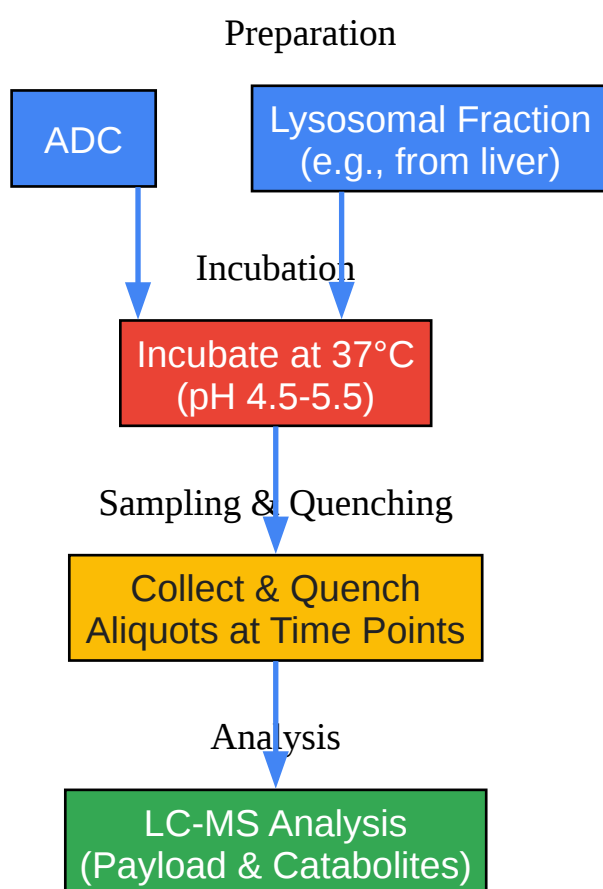 Preparation
ADC
Lysosomal Fraction
(e.g., from liver)
Incubation
Incubate at 37°C
(pH 4.5-5.5)
Sampling & Quenching
Collect & Quench
Aliquots at Time Points
Analysis
LC-MS Analysis
(Payload & Catabolites)